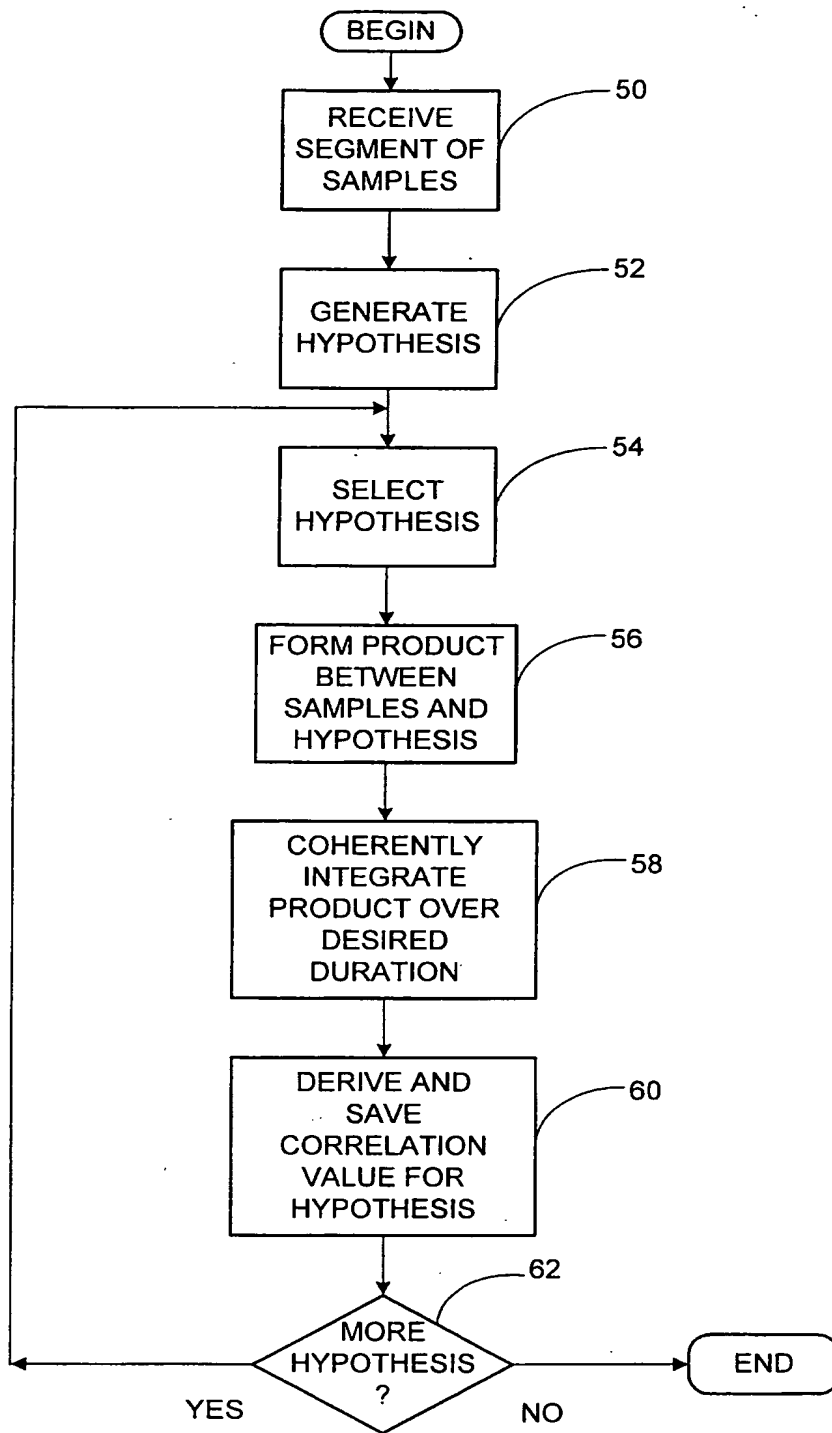 BEGIN
50
RECEIVE
SEGMENT OF
SAMPLES
52
GENERATE
HYPOTHESIS
54
SELECT
HYPOTHESIS
56
FORM PRODUCT
BETWEEN
SAMPLES AND
HYPOTHESIS
58
COHERENTLY
INTEGRATE
PRODUCT OVER
DESIRED
DURATION
60
DERIVE AND
SAVE
CORRELATION
VALUE FOR
HYPOTHESIS
62
MORE
HYPOTHESIS
?
END
YES
NO